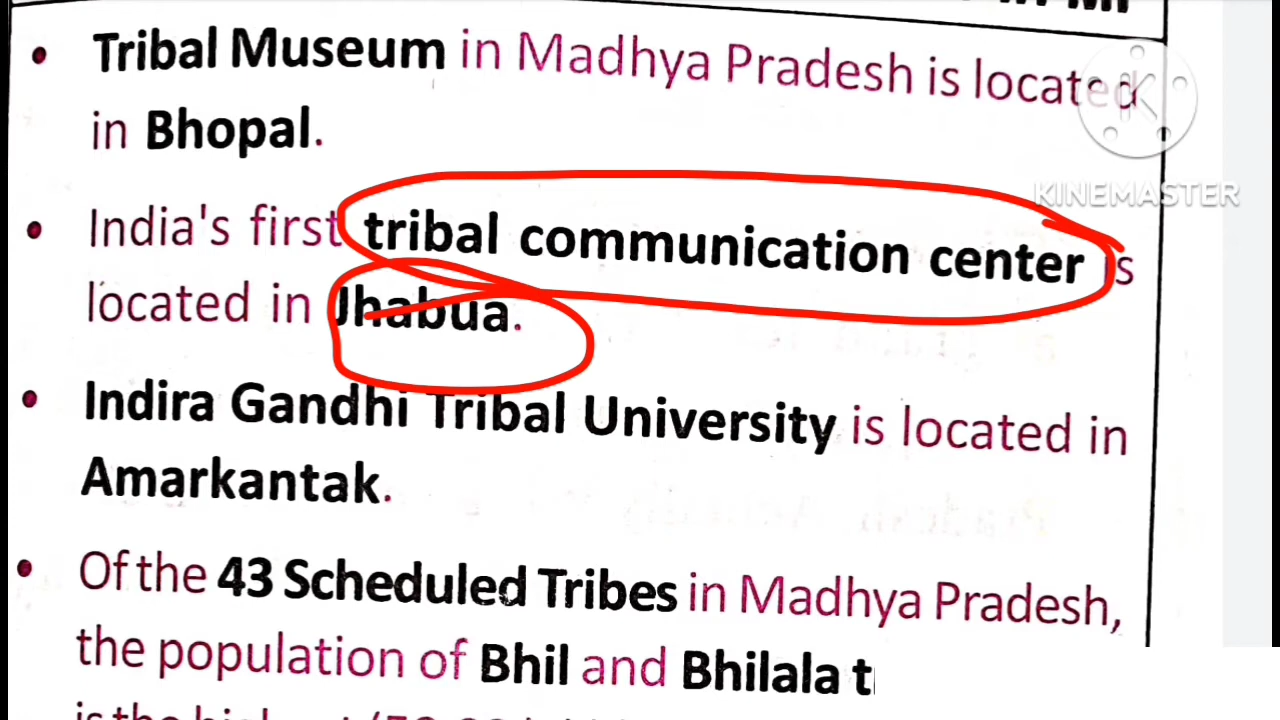 • Tribal Museum in Madhya Pradesh is located
in Bhopal.
KINEMASTER
• India's first tribal communication center is
located in Jhabua.
• Indira Gandhi Tribal University is located in
Amarkantak.
• Of the 43 Scheduled Tribes in Madhya Pradesh,
the population of Bhil and Bhilala t
is the